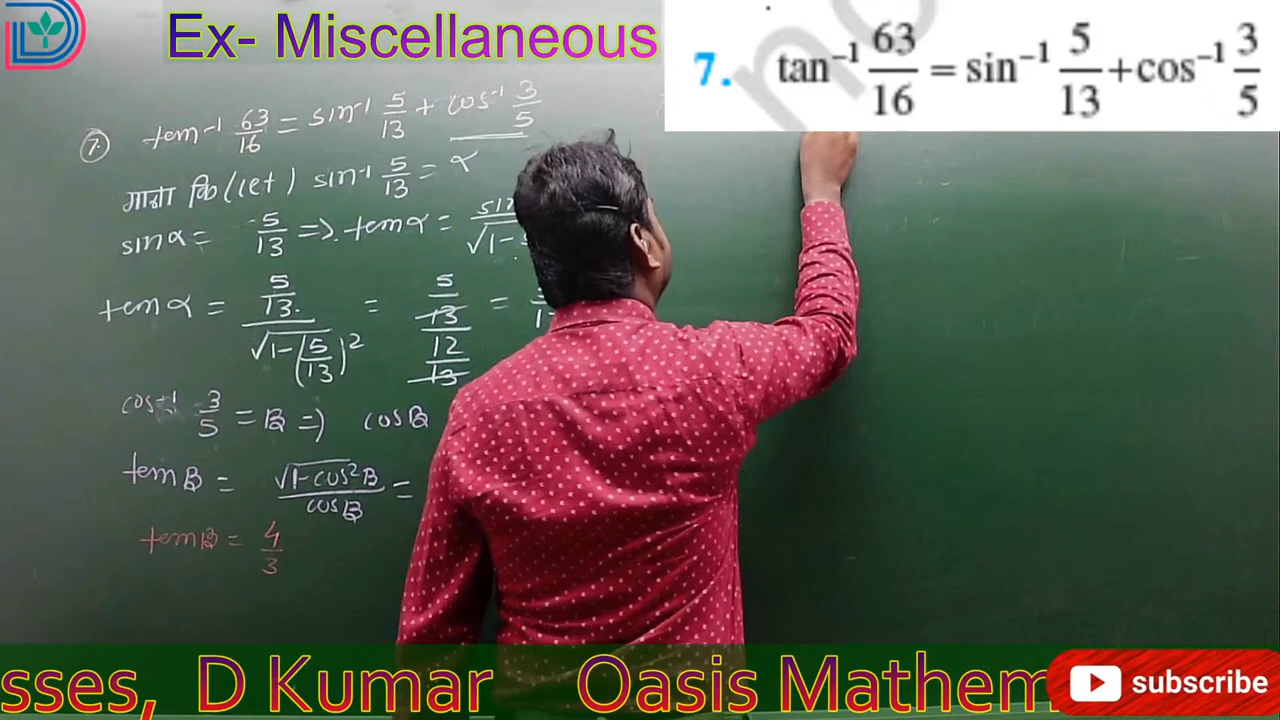 Ex- Miscellaneous
7. tan⁻¹ 63/16 = sin⁻¹ 5/13 + cos⁻¹ 3/5
7. tan⁻¹ 63/16 = sin⁻¹ 5/13 + cos⁻¹ 3/5
माना कि (let) sin⁻¹ 5/13 = α
sinα = 5/13 => tanα =
tanα = (5/13)/√(1-(5/13)²) = (5/13)/(12/13) =
cos⁻¹ 3/5 = B => cosB
tanB = √(1-cos²B)/cosB =
tanB = 4/3
sses, D Kumar Oasis Mathem
subscribe